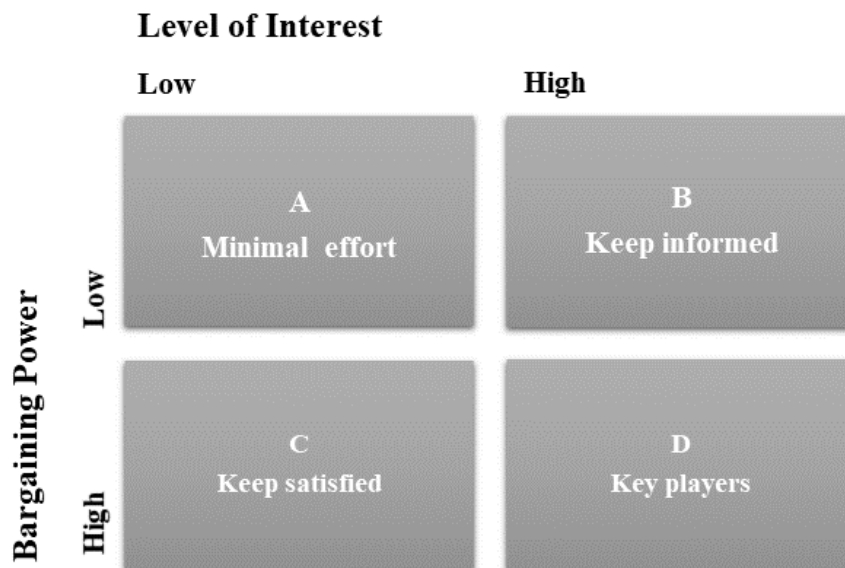 Level of Interest
Low
High
A
Minimal effort
B
Keep informed
Low
Bargaining Power
C
Keep satisfied
D
Key players
High